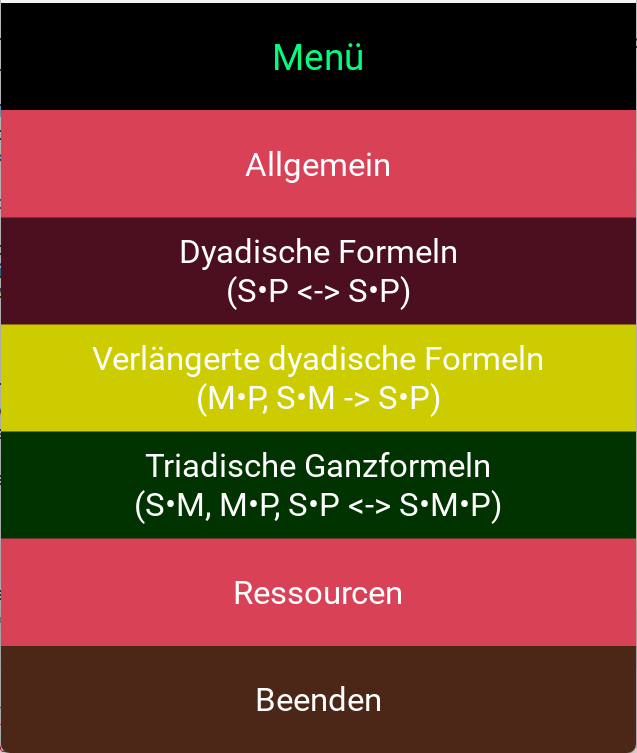 Menü
Allgemein
Dyadische Formeln
(S•P <-> S•P)
Verlängerte dyadische Formeln
(M•P, S•M -> S•P)
Triadische Ganzformeln
(S•M, M•P, S•P <-> S•M•P)
Ressourcen
Beenden